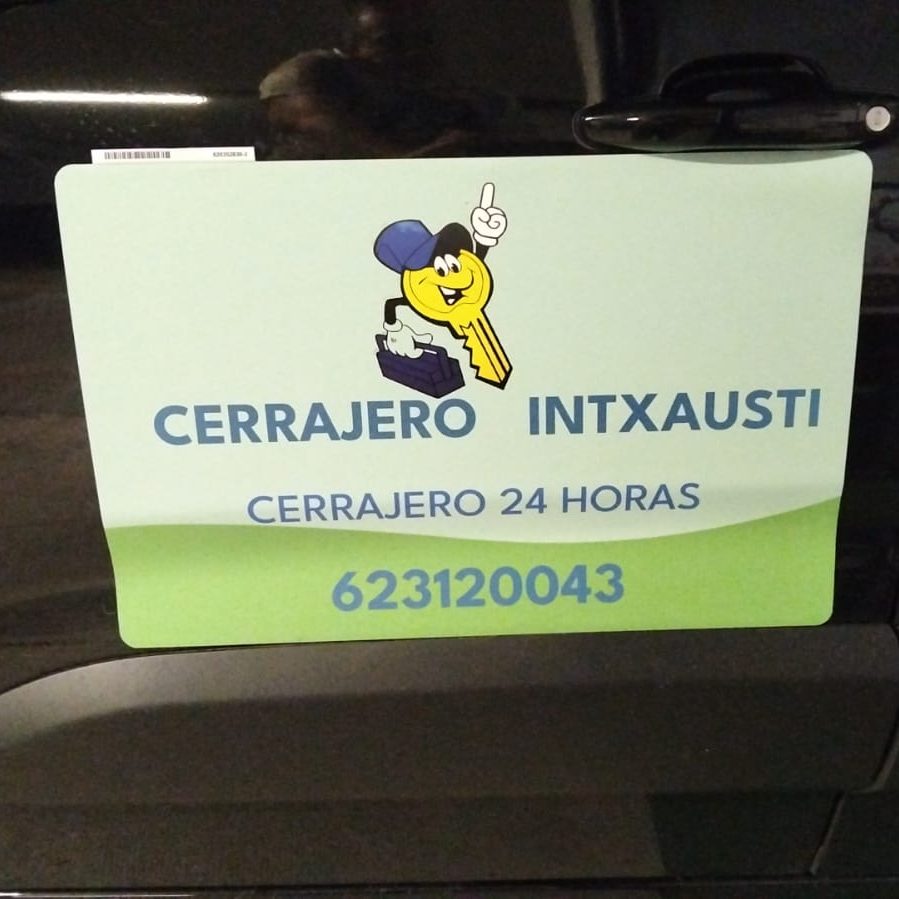 CERRAJERO INTXAUSTI
CERRAJERO 24 HORAS
623120043